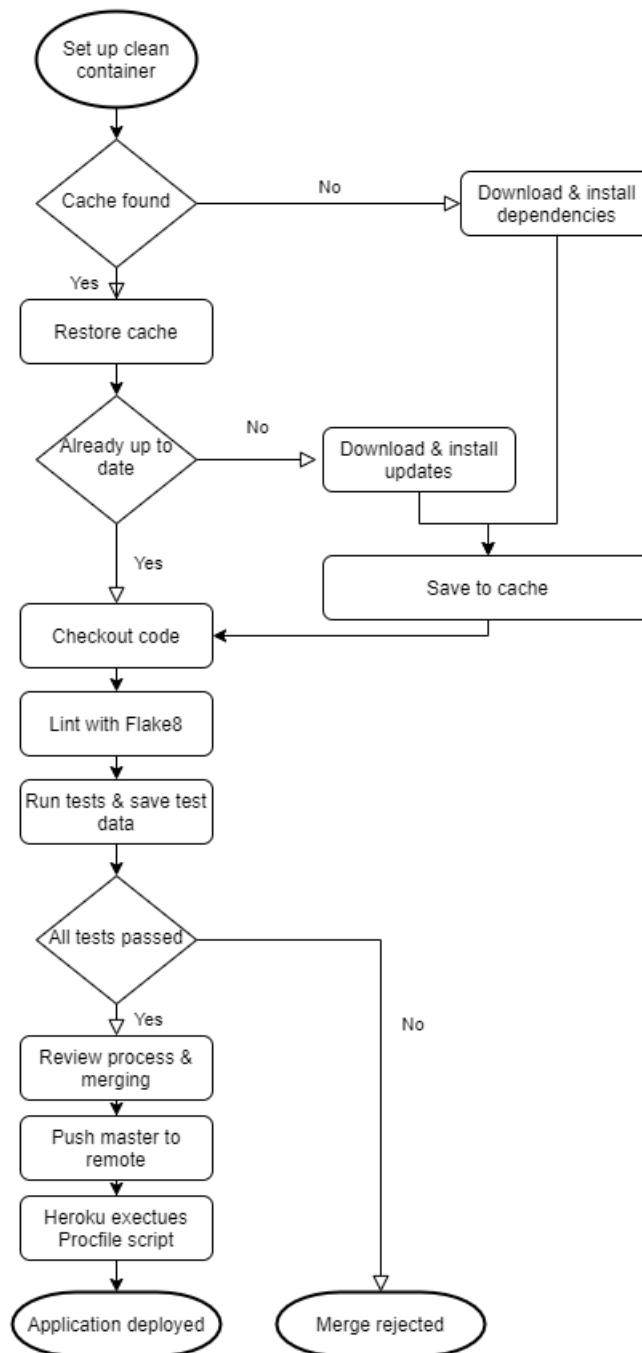 Set up clean
container
Cache found
No
Download & install
dependencies
Yes
Restore cache
Already up to
date
No
Download & install
updates
Yes
Save to cache
Checkout code
Lint with Flake8
Run tests & save test
data
All tests passed
Yes
No
Review process &
merging
Push master to
remote
Heroku exectues
Procfile script
Application deployed
Merge rejected